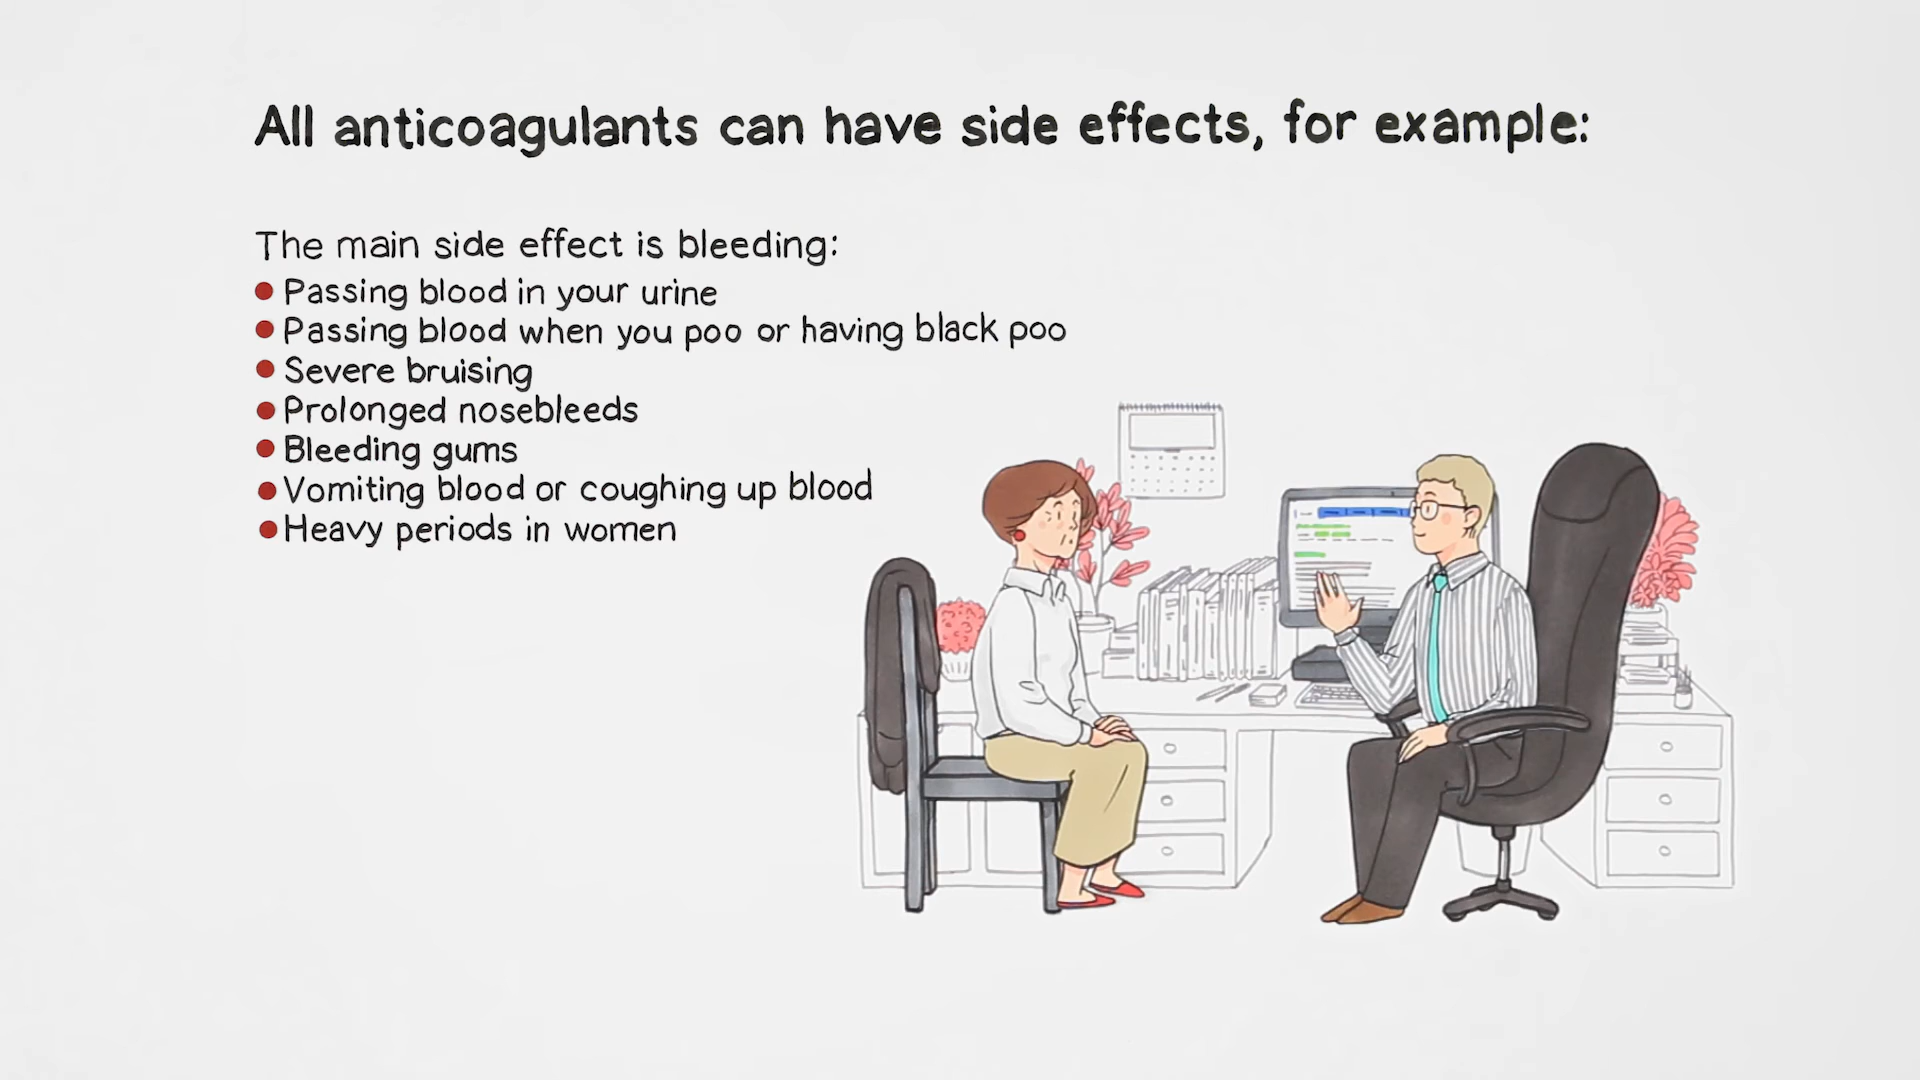 All anticoagulants can have side effects, for example:
The main side effect is bleeding:
Passing blood in your urine
Passing blood when you poo or having black poo
Severe bruising
Prolonged nosebleeds
Bleeding gums
Vomiting blood or coughing up blood
Heavy periods in women